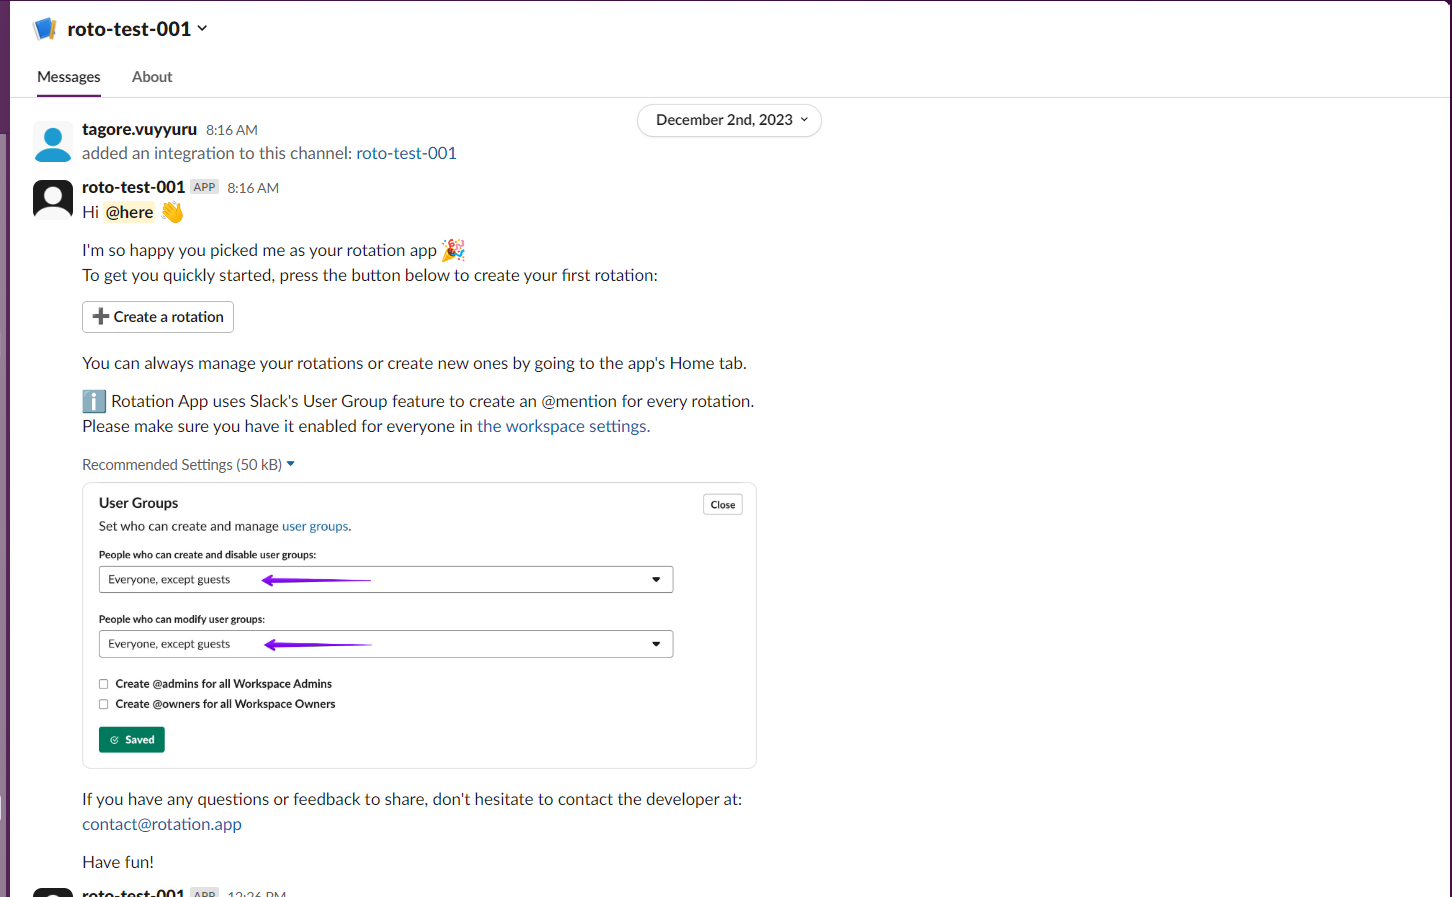 roto-test-001
Messages About
December 2nd, 2023
tagore.vuyyuru 8:16 AM
added an integration to this channel: roto-test-001
roto-test-001 APP 8:16 AM
Hi @here 👋
I'm so happy you picked me as your rotation app 🎉
To get you quickly started, press the button below to create your first rotation:
➕ Create a rotation
You can always manage your rotations or create new ones by going to the app's Home tab.
ℹ️ Rotation App uses Slack's User Group feature to create an @mention for every rotation.
Please make sure you have it enabled for everyone in the workspace settings.
Recommended Settings (50 kB)
User Groups
Close
Set who can create and manage user groups.
People who can create and disable user groups:
Everyone, except guests
People who can modify user groups:
Everyone, except guests
Create @admins for all Workspace Admins
Create @owners for all Workspace Owners
Saved
If you have any questions or feedback to share, don't hesitate to contact the developer at:
contact@rotation.app
Have fun!
roto-test-001 APP 12:26 PM